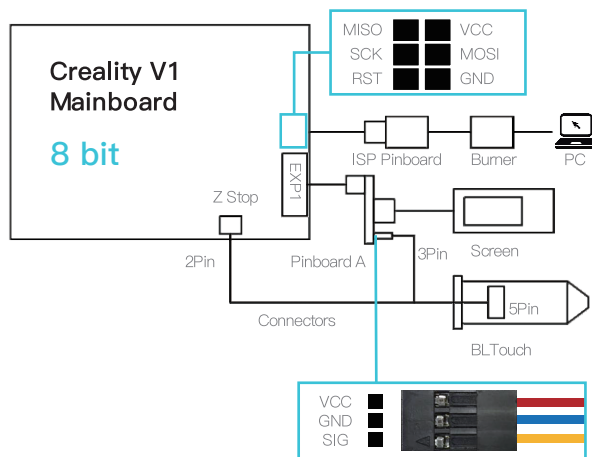 MISO VCC
SCK MOSI
RST GND
Creality V1
Mainboard
8 bit
ISP Pinboard
Burner
PC
EXP1
Z Stop
2Pin
Pinboard A
3Pin
Screen
Connectors
5Pin
BLTouch
VCC
GND
SIG